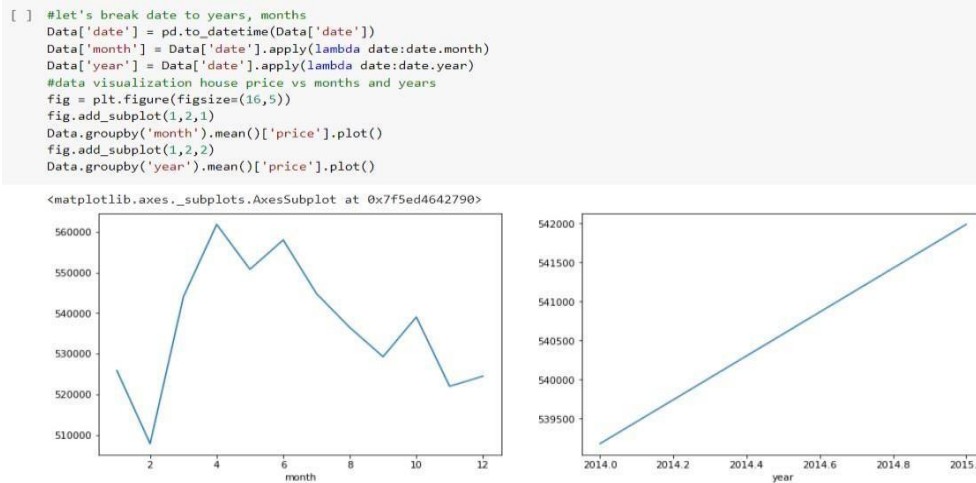 [ ] #let's break date to years, months
Data['date'] = pd.to_datetime(Data['date'])
Data['month'] = Data['date'].apply(lambda date:date.month)
Data['year'] = Data['date'].apply(lambda date:date.year)
#data visualization house price vs months and years
fig = plt.figure(figsize=(16,5))
fig.add_subplot(1,2,1)
Data.groupby('month').mean()['price'].plot()
fig.add_subplot(1,2,2)
Data.groupby('year').mean()['price'].plot()
<matplotlib.axes._subplots.AxesSubplot at 0x7f5ed4642790>
560000
550000
540000
530000
520000
510000
2 4 6 8 10 12
month
542000
541500
541000
540500
540000
539500
2014.0 2014.2 2014.4 2014.6 2014.8 2015.
year